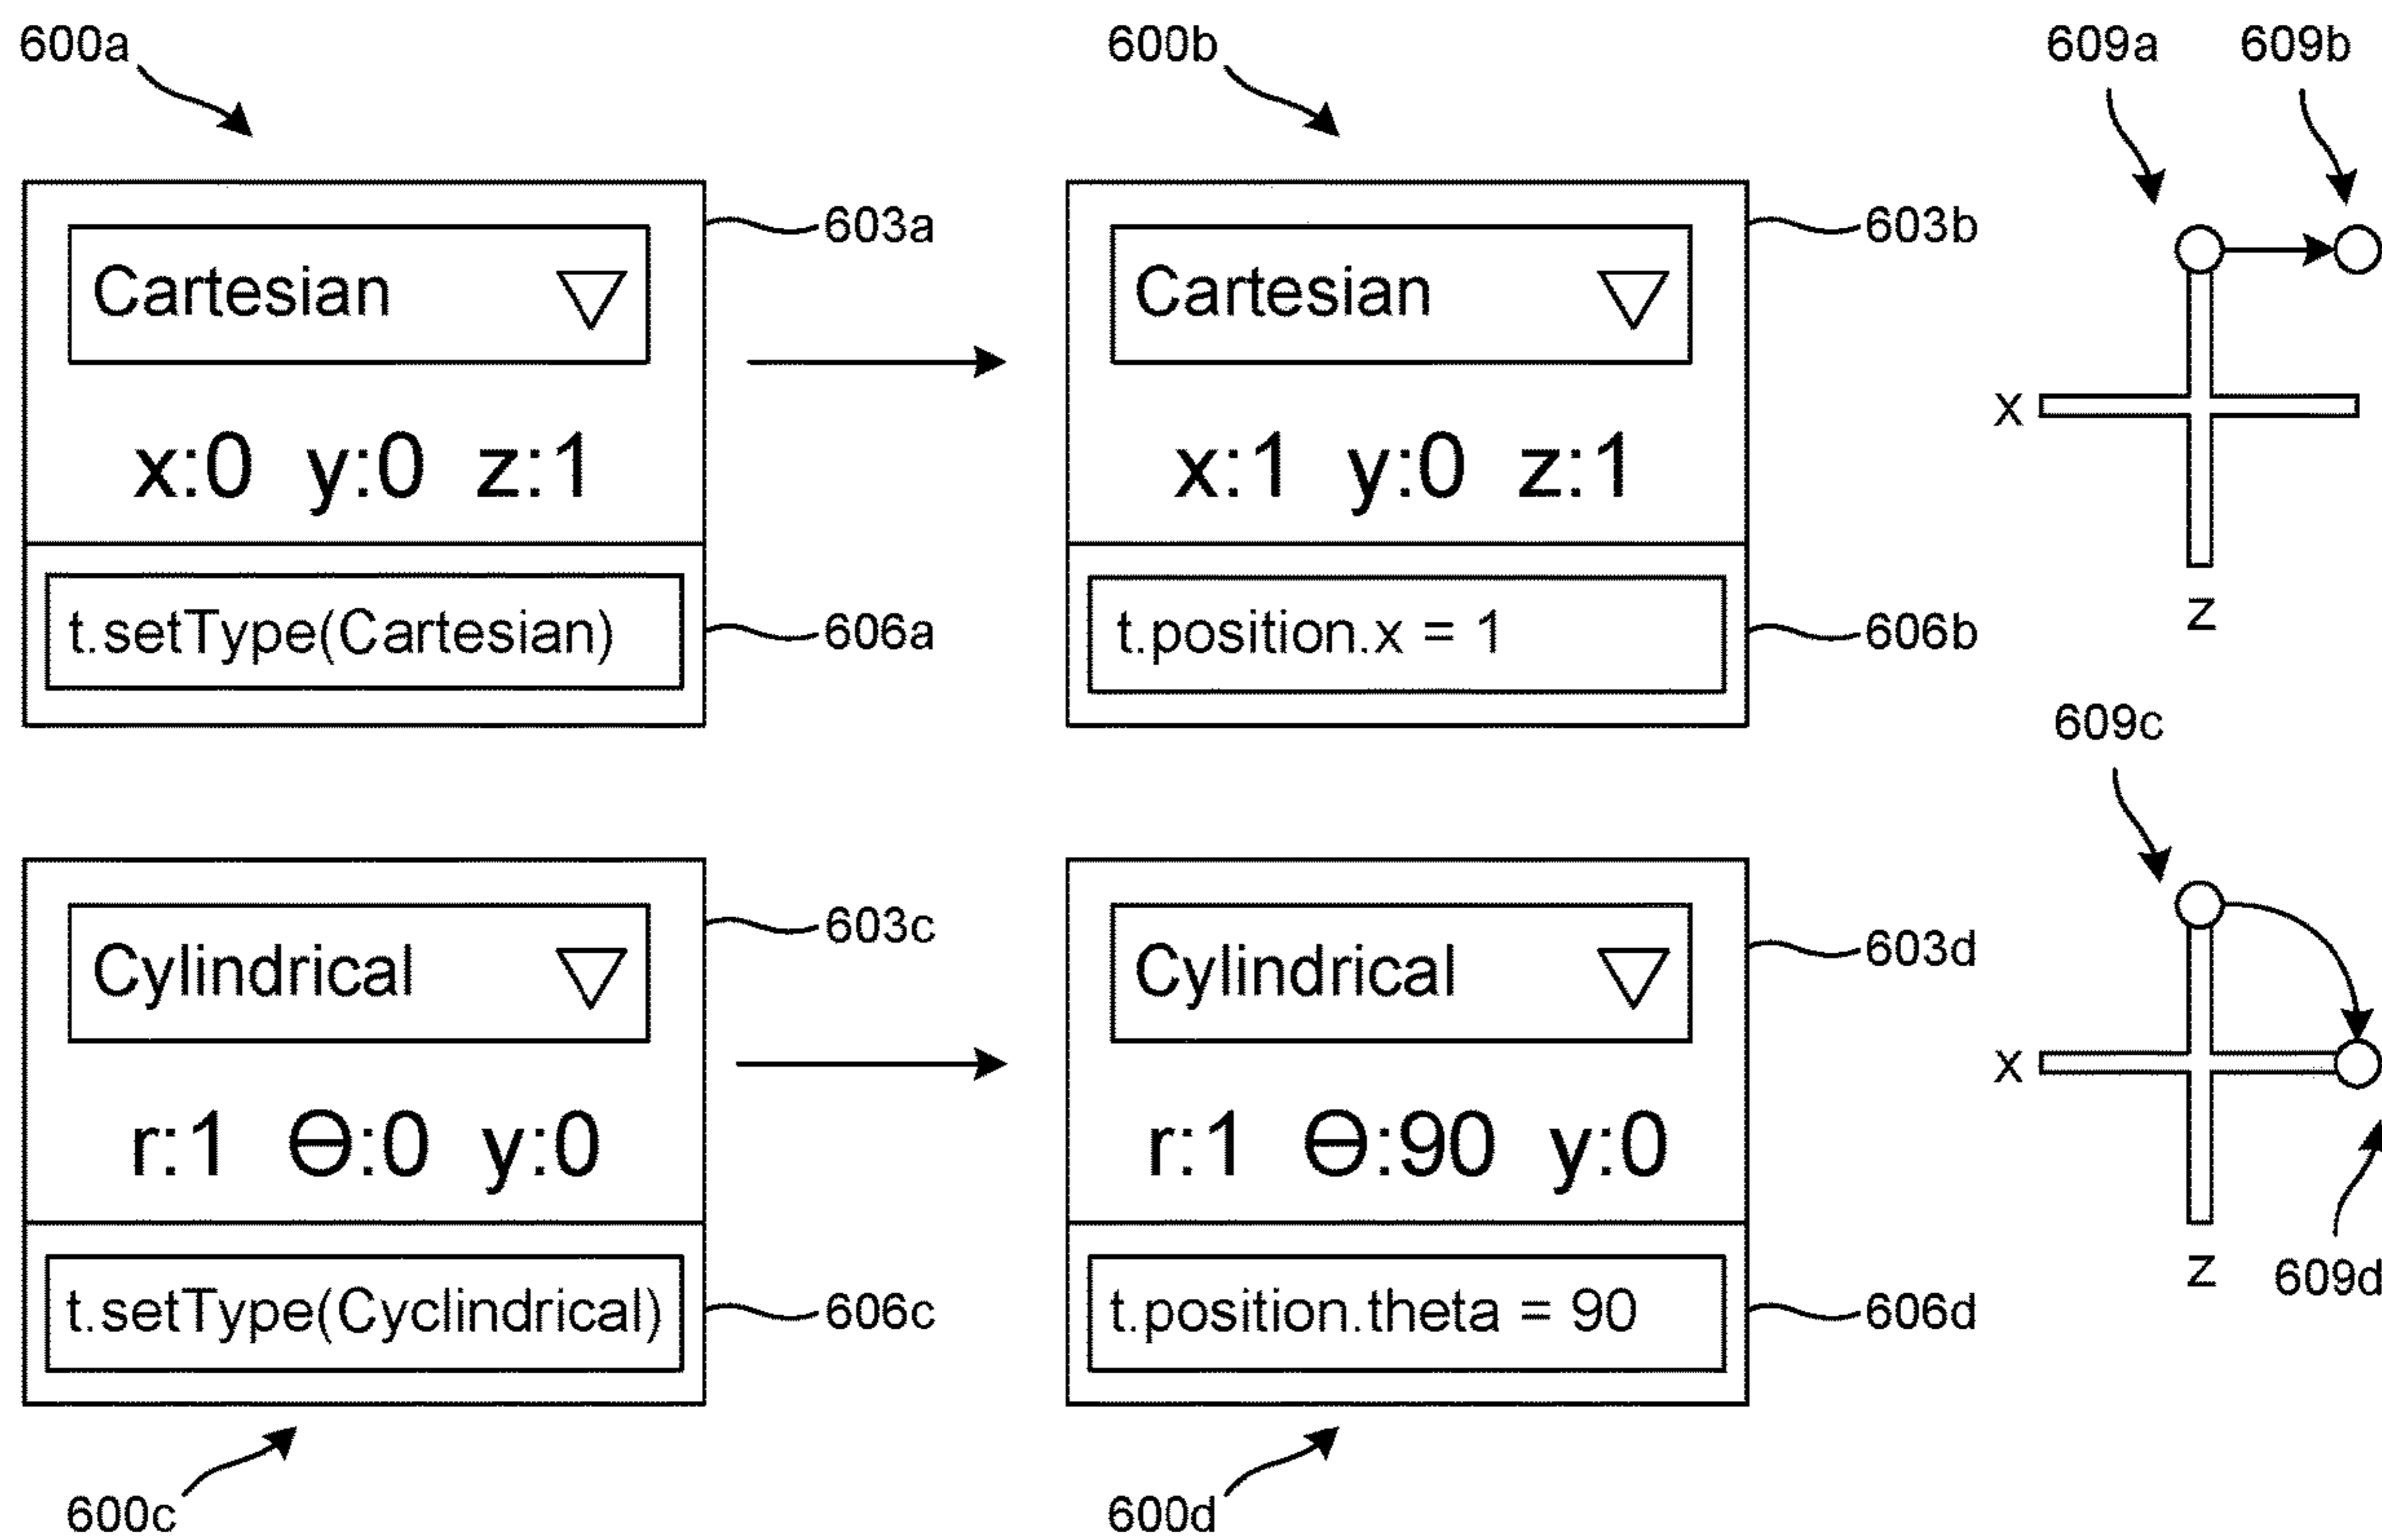 600a
600b
609a 609b
603a
603b
Cartesian
Cartesian
x:0 y:0 z:1
x:1 y:0 z:1
X
Z
t.setType(Cartesian)
606a
t.position.x = 1
606b
609c
603c
603d
Cylindrical
Cylindrical
r:1 Θ:0 y:0
r:1 Θ:90 y:0
X
Z
609d
t.setType(Cyclindrical)
606c
t.position.theta = 90
606d
600c
600d